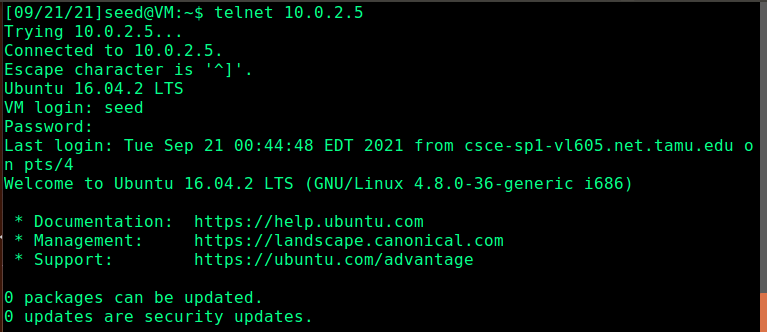 [09/21/21]seed@VM:~$ telnet 10.0.2.5
Trying 10.0.2.5...
Connected to 10.0.2.5.
Escape character is '^]'.
Ubuntu 16.04.2 LTS
VM login: seed
Password:
Last login: Tue Sep 21 00:44:48 EDT 2021 from csce-sp1-vl605.net.tamu.edu o
n pts/4
Welcome to Ubuntu 16.04.2 LTS (GNU/Linux 4.8.0-36-generic i686)

 * Documentation:  https://help.ubuntu.com
 * Management:     https://landscape.canonical.com
 * Support:        https://ubuntu.com/advantage

0 packages can be updated.
0 updates are security updates.